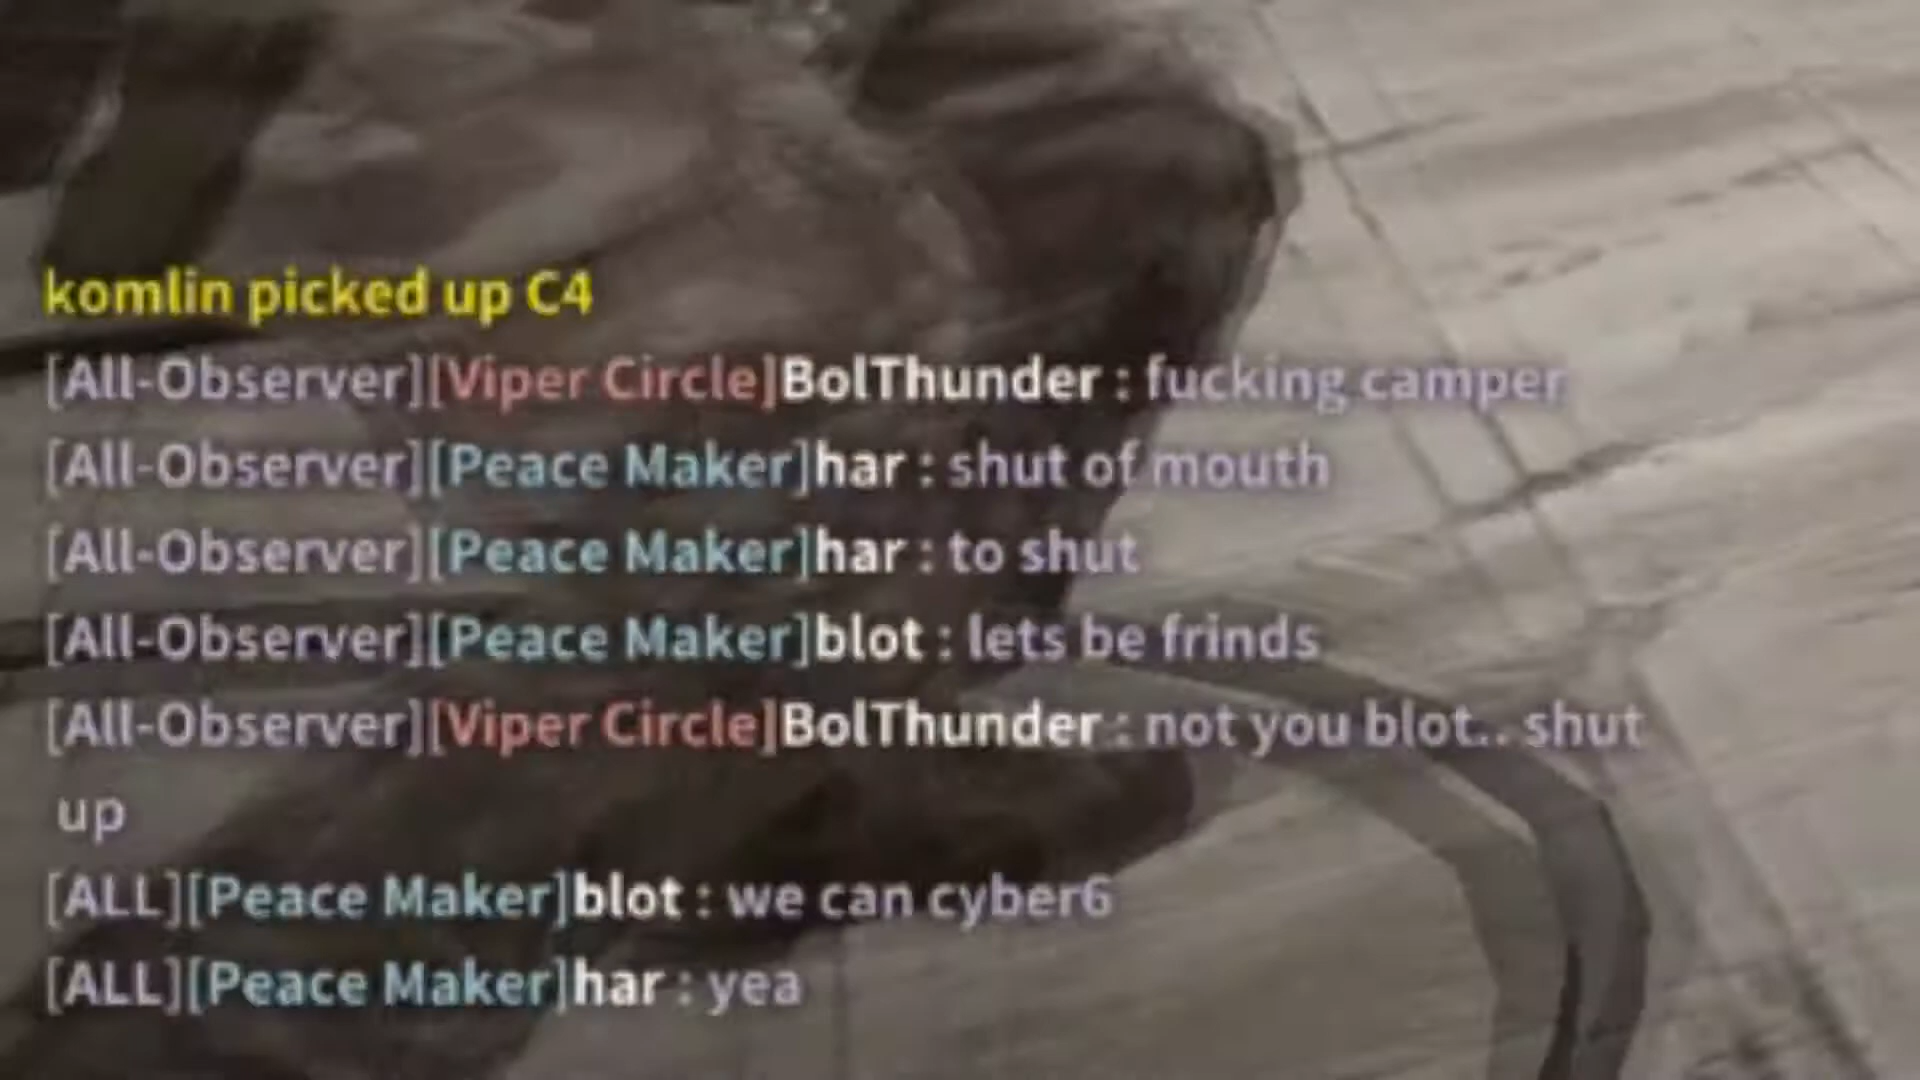 komlin picked up C4
[All-Observer][Viper Circle]BolThunder : fucking camper
[All-Observer][Peace Maker]har : shut of mouth
[All-Observer][Peace Maker]har : to shut
[All-Observer][Peace Maker]blot : lets be frinds
[All-Observer][Viper Circle]BolThunder : not you blot.. shut
up
[ALL][Peace Maker]blot : we can cyber6
[ALL][Peace Maker]har : yea